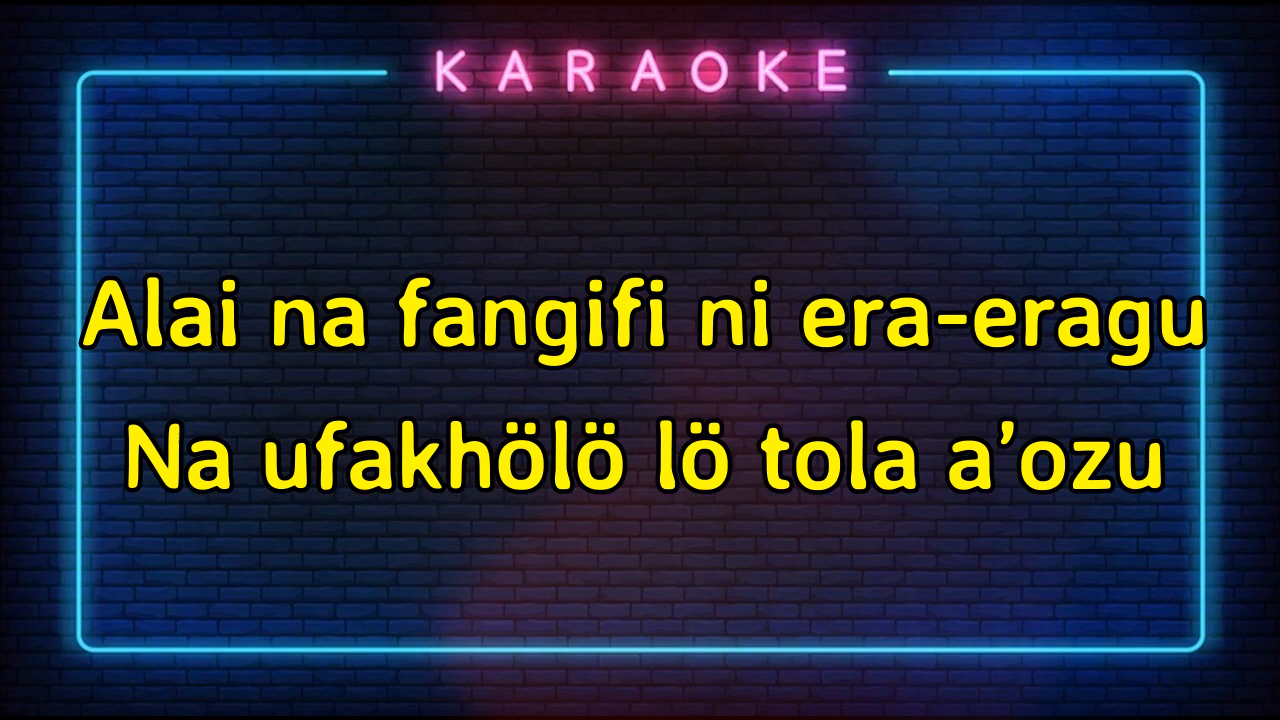 KARAOKE
Alai na fangifi ni era-eragu
Na ufakhölö lö tola a’ozu